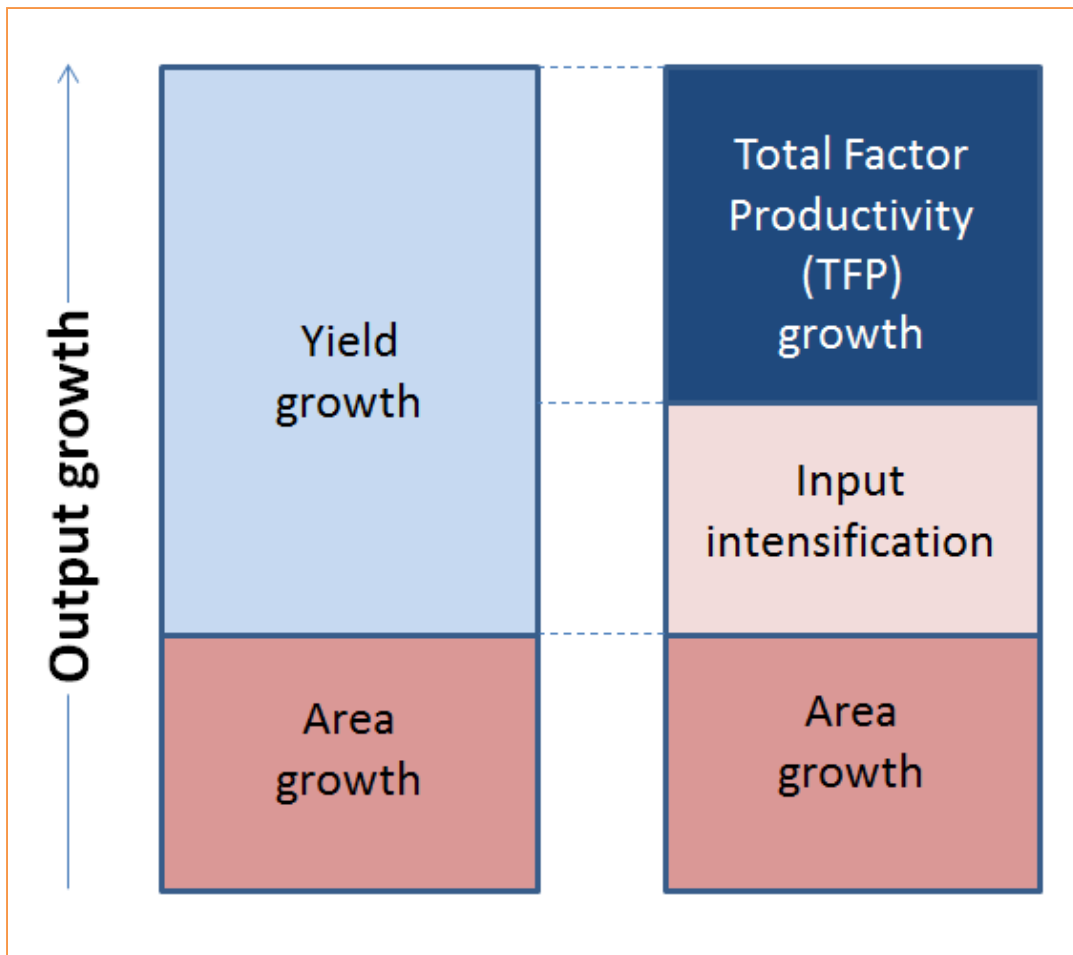 Output growth
Yield
growth
Area
growth
Total Factor
Productivity
(TFP)
growth
Input
intensification
Area
growth